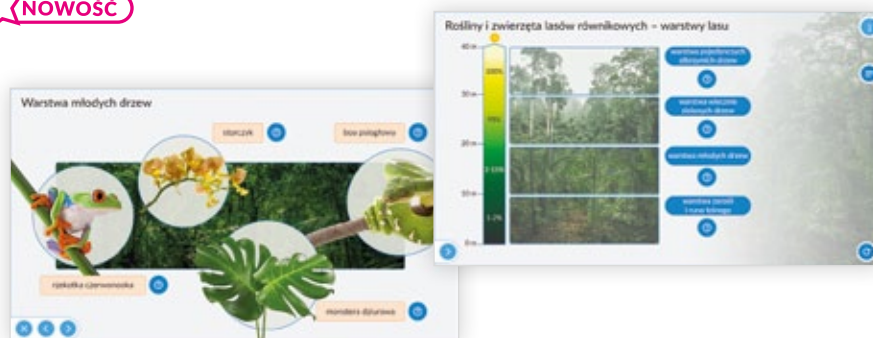 NOWOŚĆ
Warstwa młodych drzew
storczyk
boa psiogłowy
rzekotka czerwonooka
monstera dziurawa
Rośliny i zwierzęta lasów równikowych – warstwy lasu
40 m
30 m
20 m
10 m
0 m
100%
1-2%
warstwa pojedynczych
olbrzymich drzew
warstwa wiecznie
zielonych drzew
warstwa młodych drzew
warstwa zarośli
i runa leśnego